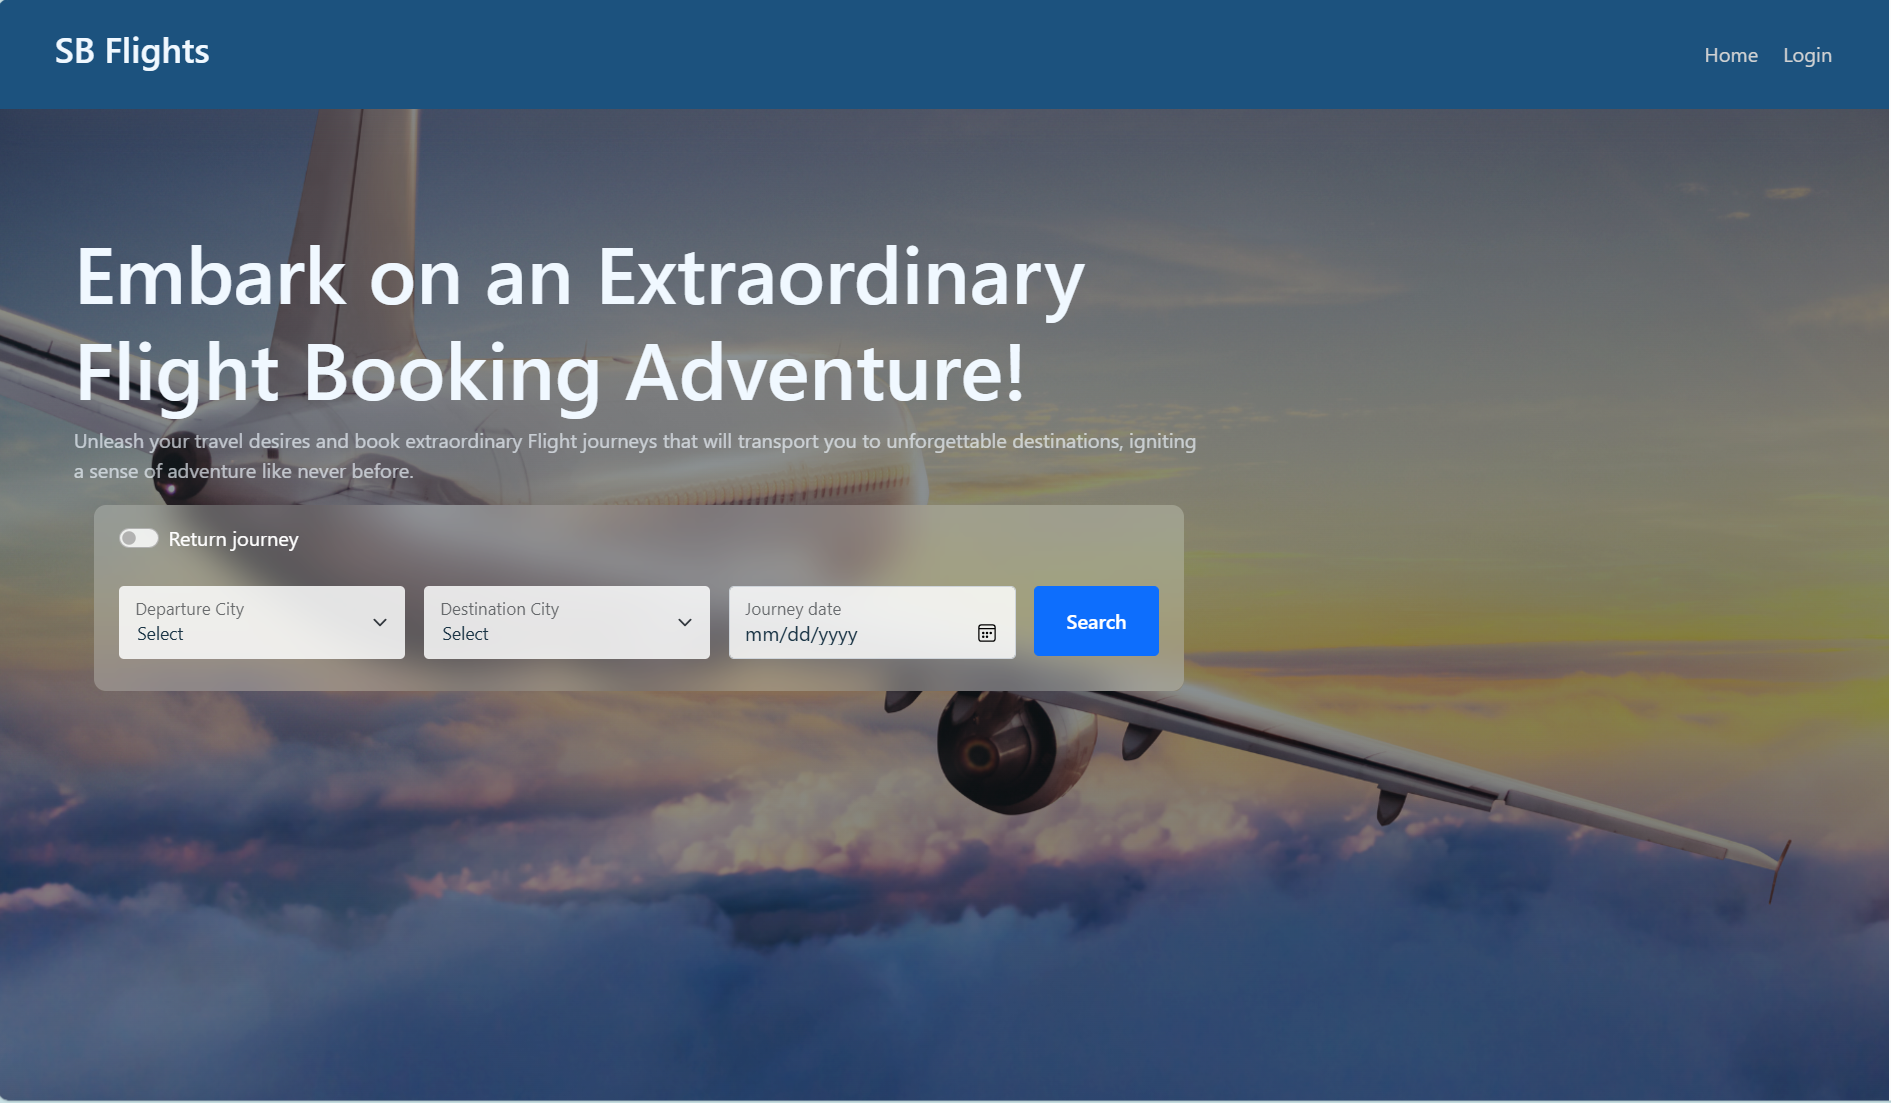 SB Flights
Home Login
Embark on an Extraordinary
Flight Booking Adventure!
Unleash your travel desires and book extraordinary Flight journeys that will transport you to unforgettable destinations, igniting
a sense of adventure like never before.
Return journey
Departure City
Select
Destination City
Select
Journey date
mm/dd/yyyy
Search